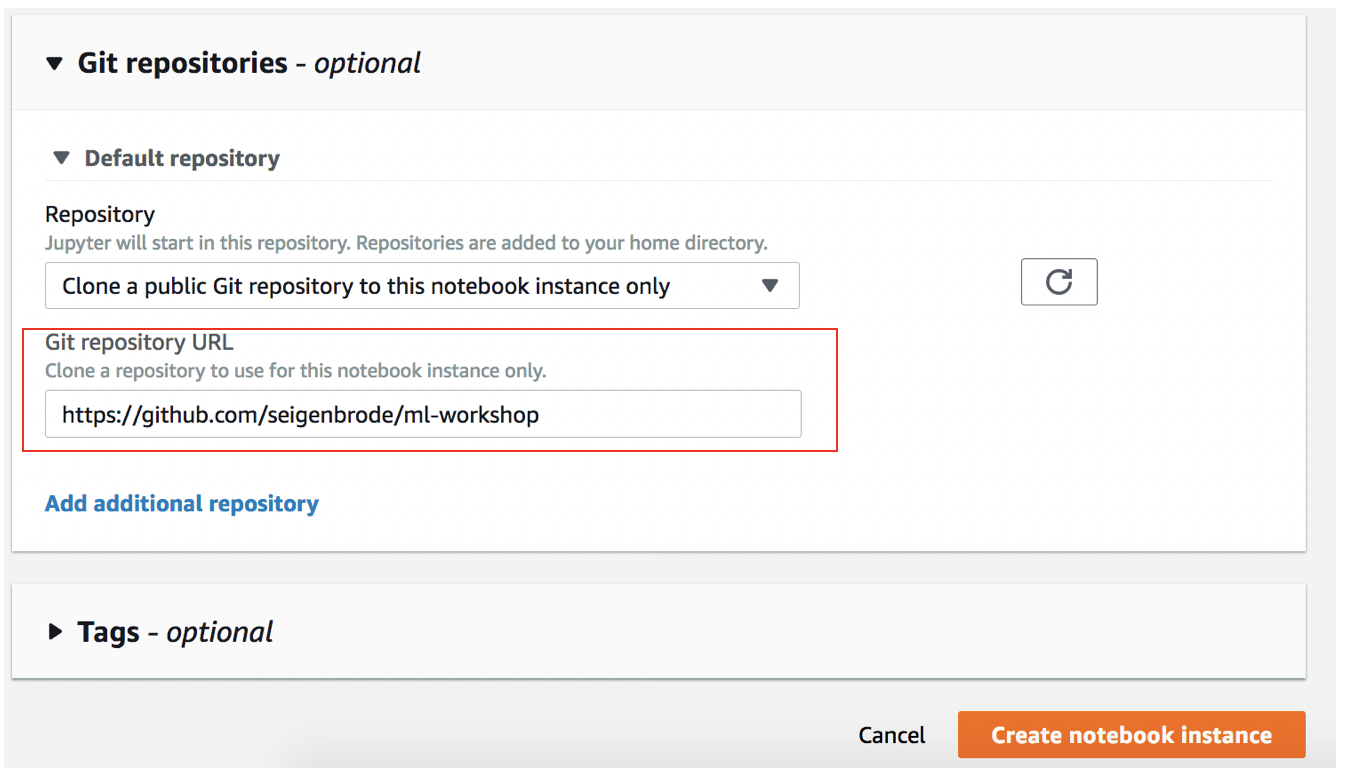 Git repositories - optional
Default repository
Repository
Jupyter will start in this repository. Repositories are added to your home directory.
Clone a public Git repository to this notebook instance only
Git repository URL
Clone a repository to use for this notebook instance only.
https://github.com/seigenbrode/ml-workshop
Add additional repository
Tags - optional
Cancel
Create notebook instance